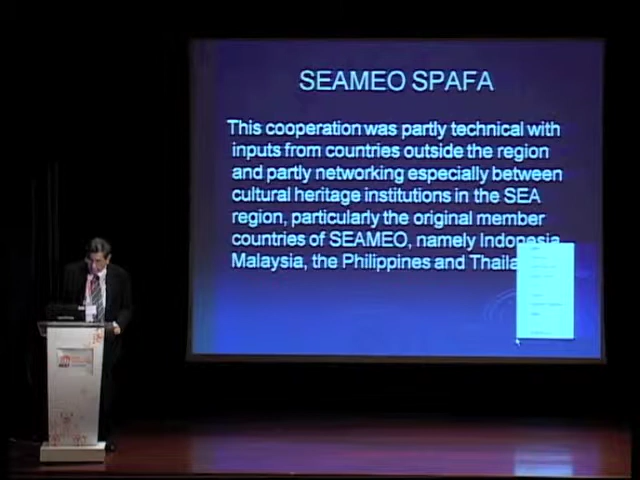 SEAMEO SPAFA
This cooperation was partly technical with
inputs from countries outside the region
and partly networking especially between
cultural heritage institutions in the SEA
region, particularly the original member
countries of SEAMEO, namely Indonesia
Malaysia, the Philippines and Thaila